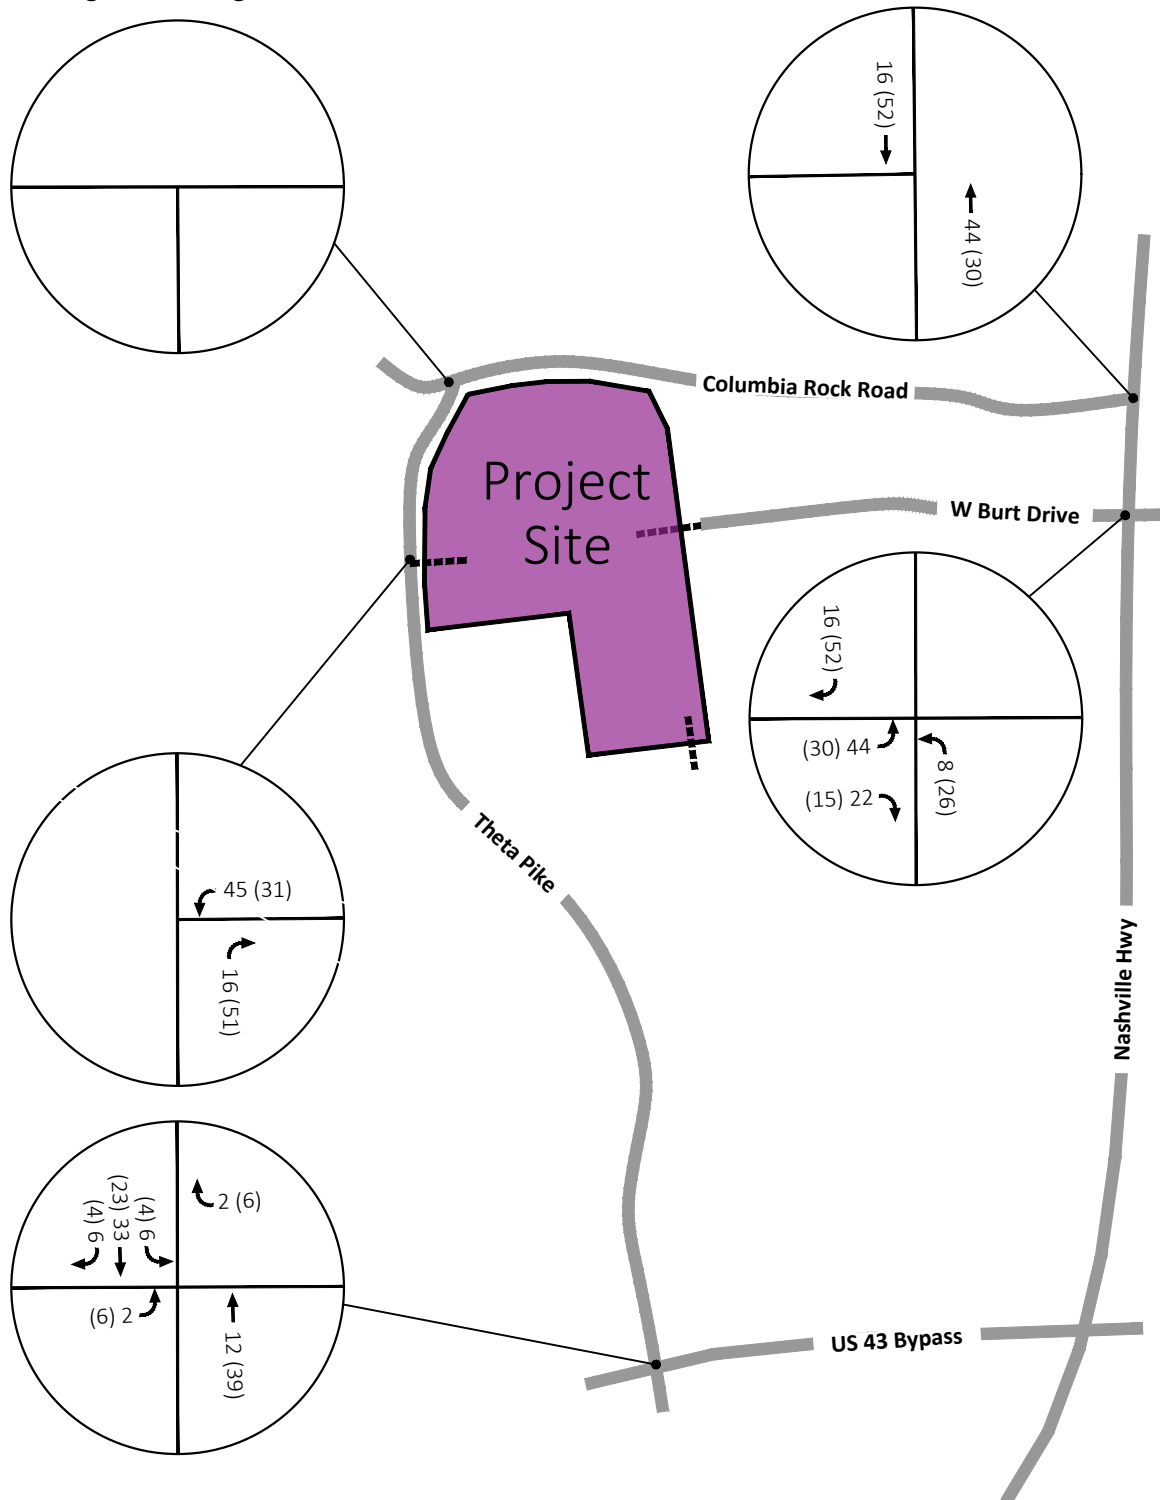 16 (52)
44 (30)
Columbia Rock Road
Project
Site
W Burt Drive
16 (52)
(30) 44
(15) 22
8 (26)
Theta Pike
45 (31)
16 (51)
Nashville Hwy
(4) 6
(23) 33
(4) 6
2 (6)
(6) 2
12 (39)
US 43 Bypass